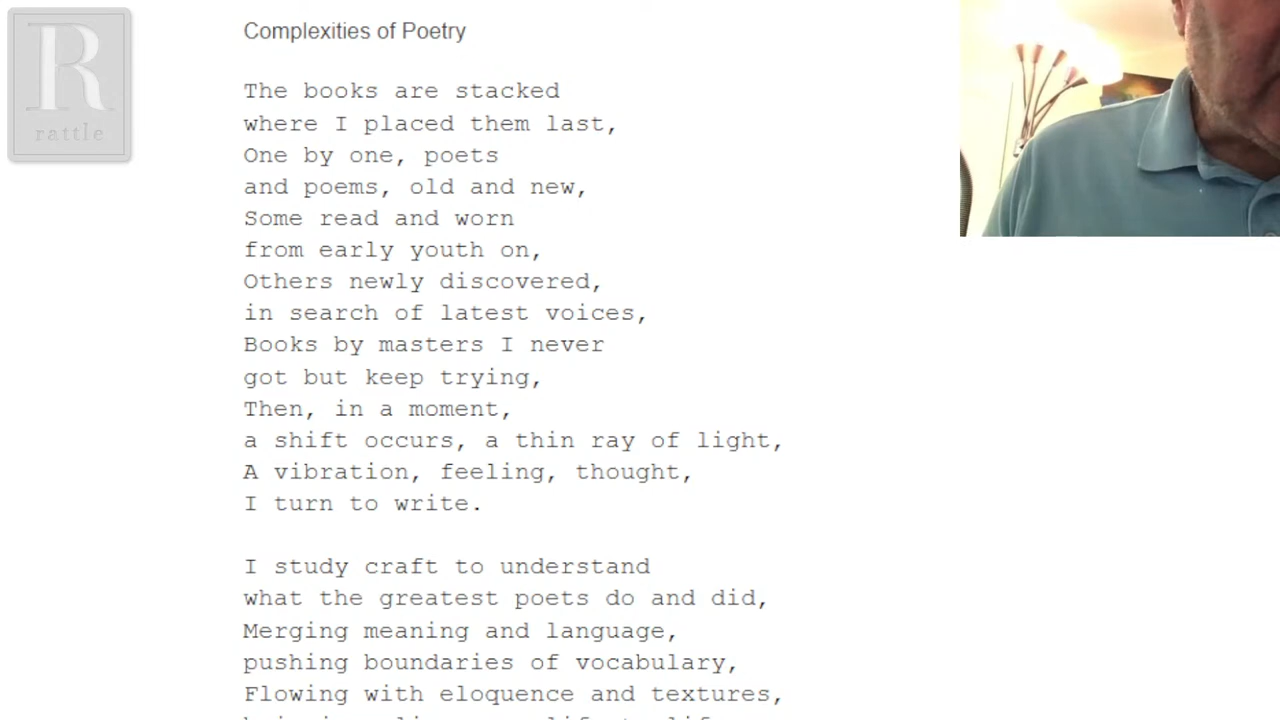 R
rattle
Complexities of Poetry
The books are stacked
where I placed them last,
One by one, poets
and poems, old and new,
Some read and worn
from early youth on,
Others newly discovered,
in search of latest voices,
Books by masters I never
got but keep trying,
Then, in a moment,
a shift occurs, a thin ray of light,
A vibration, feeling, thought,
I turn to write.
I study craft to understand
what the greatest poets do and did,
Merging meaning and language,
pushing boundaries of vocabulary,
Flowing with eloquence and textures,